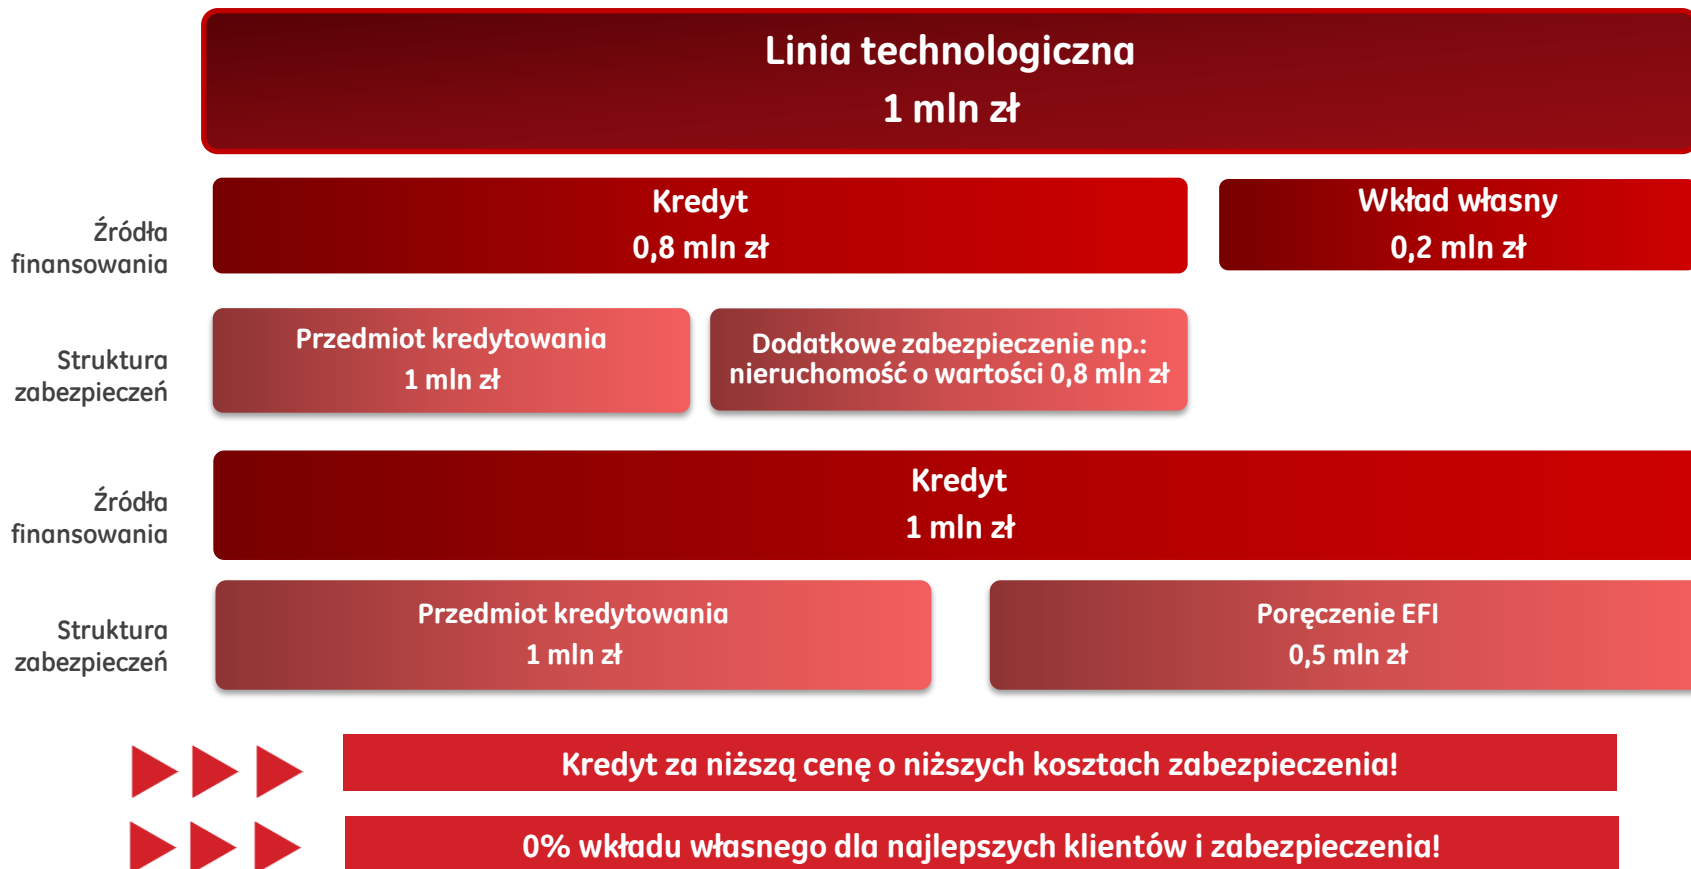 Linia technologiczna
1 mln zł
Źródła
finansowania
Kredyt
0,8 mln zł
Wkład własny
0,2 mln zł
Struktura
zabezpieczeń
Przedmiot kredytowania
1 mln zł
Dodatkowe zabezpieczenie np.:
nieruchomość o wartości 0,8 mln zł
Źródła
finansowania
Kredyt
1 mln zł
Struktura
zabezpieczeń
Przedmiot kredytowania
1 mln zł
Poręczenie EFI
0,5 mln zł
Kredyt za niższą cenę o niższych kosztach zabezpieczenia!
0% wkładu własnego dla najlepszych klientów i zabezpieczenia!